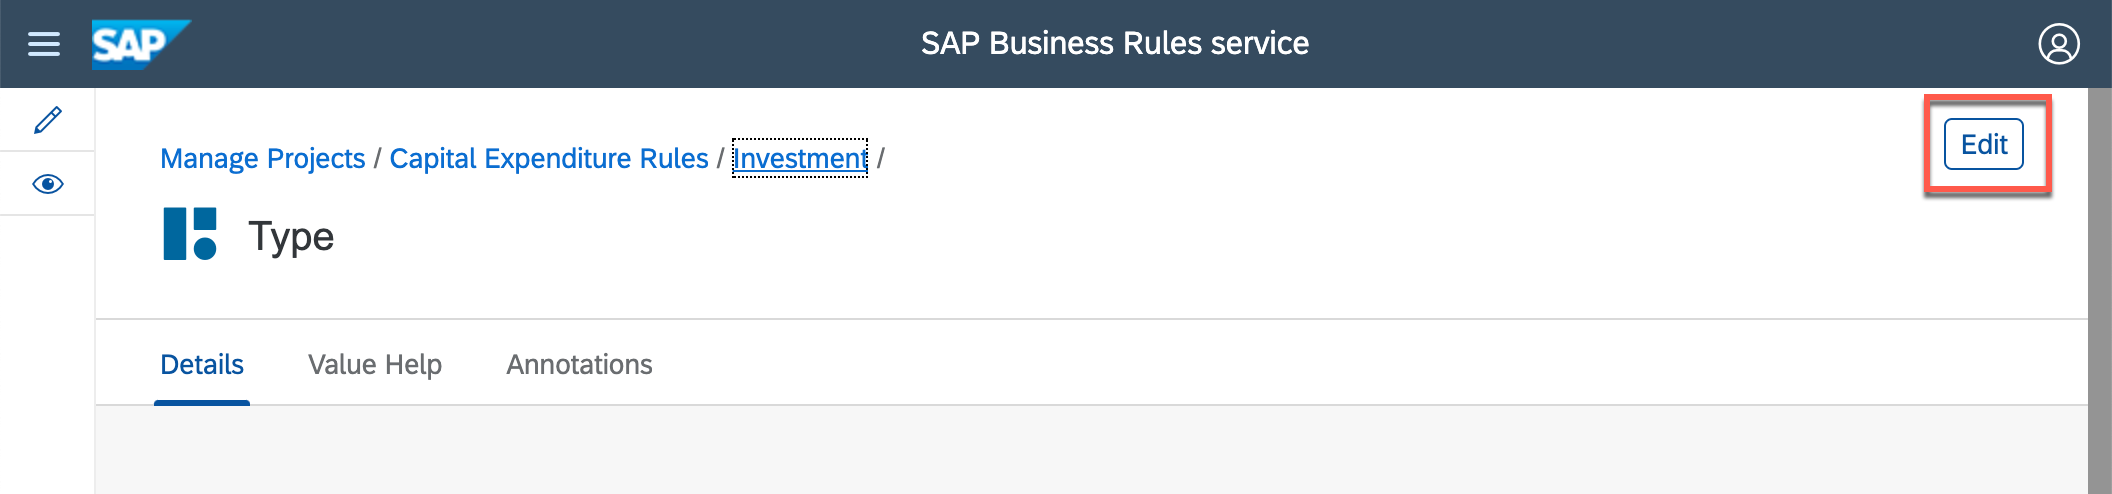 SAP SAP Business Rules service
Manage Projects / Capital Expenditure Rules / Investment /
Edit
Type
Details Value Help Annotations